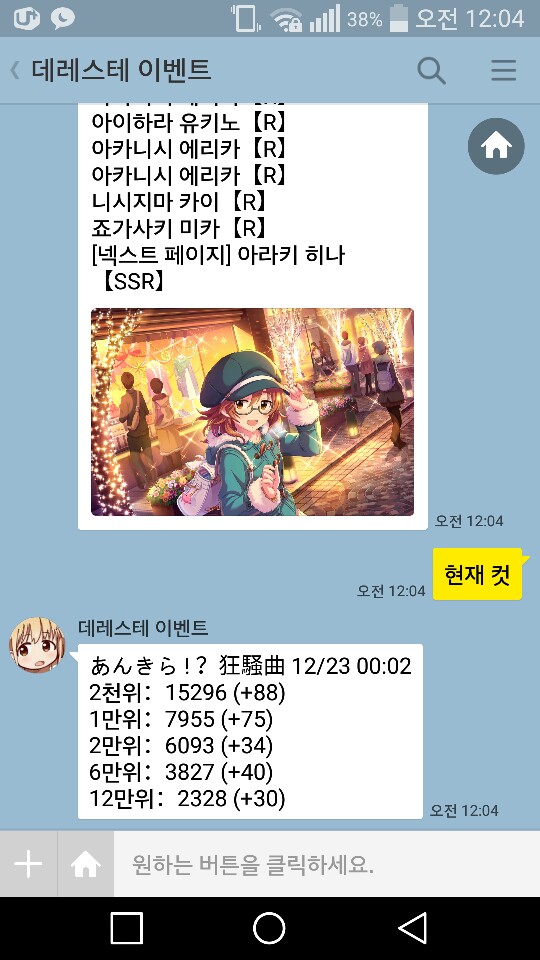 38% 오전 12:04
데레스테 이벤트
아이하라 유키노【R】
아카니시 에리카【R】
아카니시 에리카【R】
니시지마 카이【R】
죠가사키 미카【R】
[넥스트 페이지] 아라키 히나
【SSR】
오전 12:04
현재 컷
오전 12:04
데레스테 이벤트
あんきら！？狂騒曲 12/23 00:02
2천위: 15296 (+88)
1만위: 7955 (+75)
2만위: 6093 (+34)
6만위: 3827 (+40)
12만위: 2328 (+30)
오전 12:04
원하는 버튼을 클릭하세요.